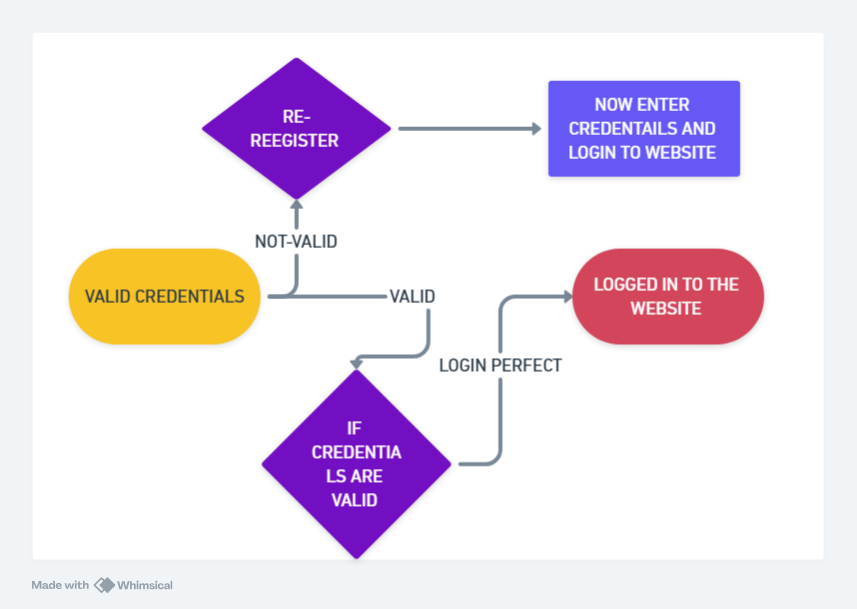 RE-
REEGISTER
NOW ENTER
CREDENTAILS AND
LOGIN TO WEBSITE
NOT-VALID
VALID CREDENTIALS
VALID
LOGGED IN TO THE
WEBSITE
LOGIN PERFECT
IF
CREDENTIA
LS ARE
VALID
Made with Whimsical